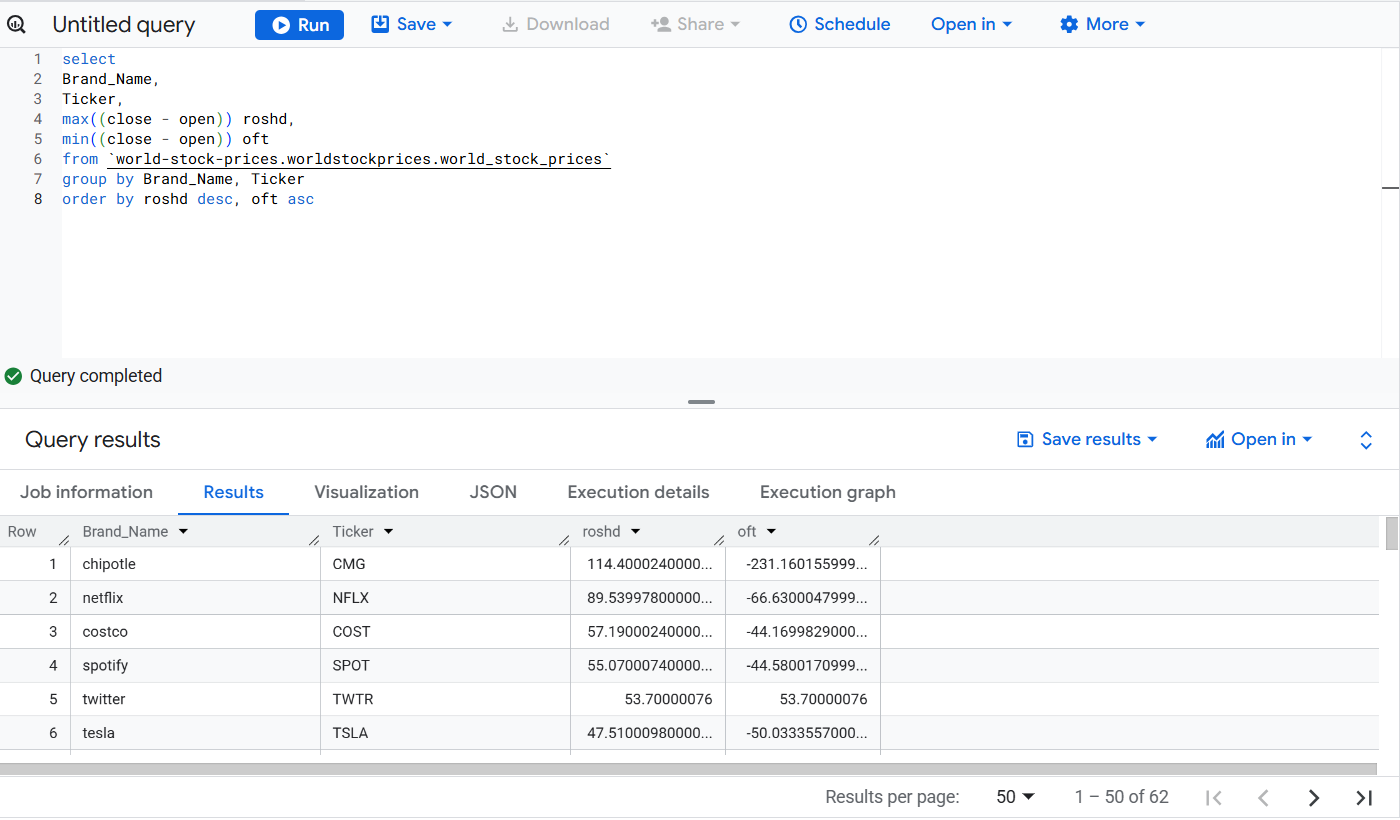 Untitled query Run Save Download Share Schedule Open in More
1 select
2 Brand_Name,
3 Ticker,
4 max((close - open)) roshd,
5 min((close - open)) oft
6 from `world-stock-prices.worldstockprices.world_stock_prices`
7 group by Brand_Name, Ticker
8 order by roshd desc, oft asc
Query completed
Query results Save results Open in
Job information Results Visualization JSON Execution details Execution graph
Row Brand_Name Ticker roshd oft
1 chipotle CMG 114.4000240000... -231.160155999...
2 netflix NFLX 89.53997800000... -66.6300047999...
3 costco COST 57.19000240000... -44.1699829000...
4 spotify SPOT 55.07000740000... -44.5800170999...
5 twitter TWTR 53.70000076 53.70000076
6 tesla TSLA 47.51000980000... -50.0333557000...
Results per page: 50 1 – 50 of 62